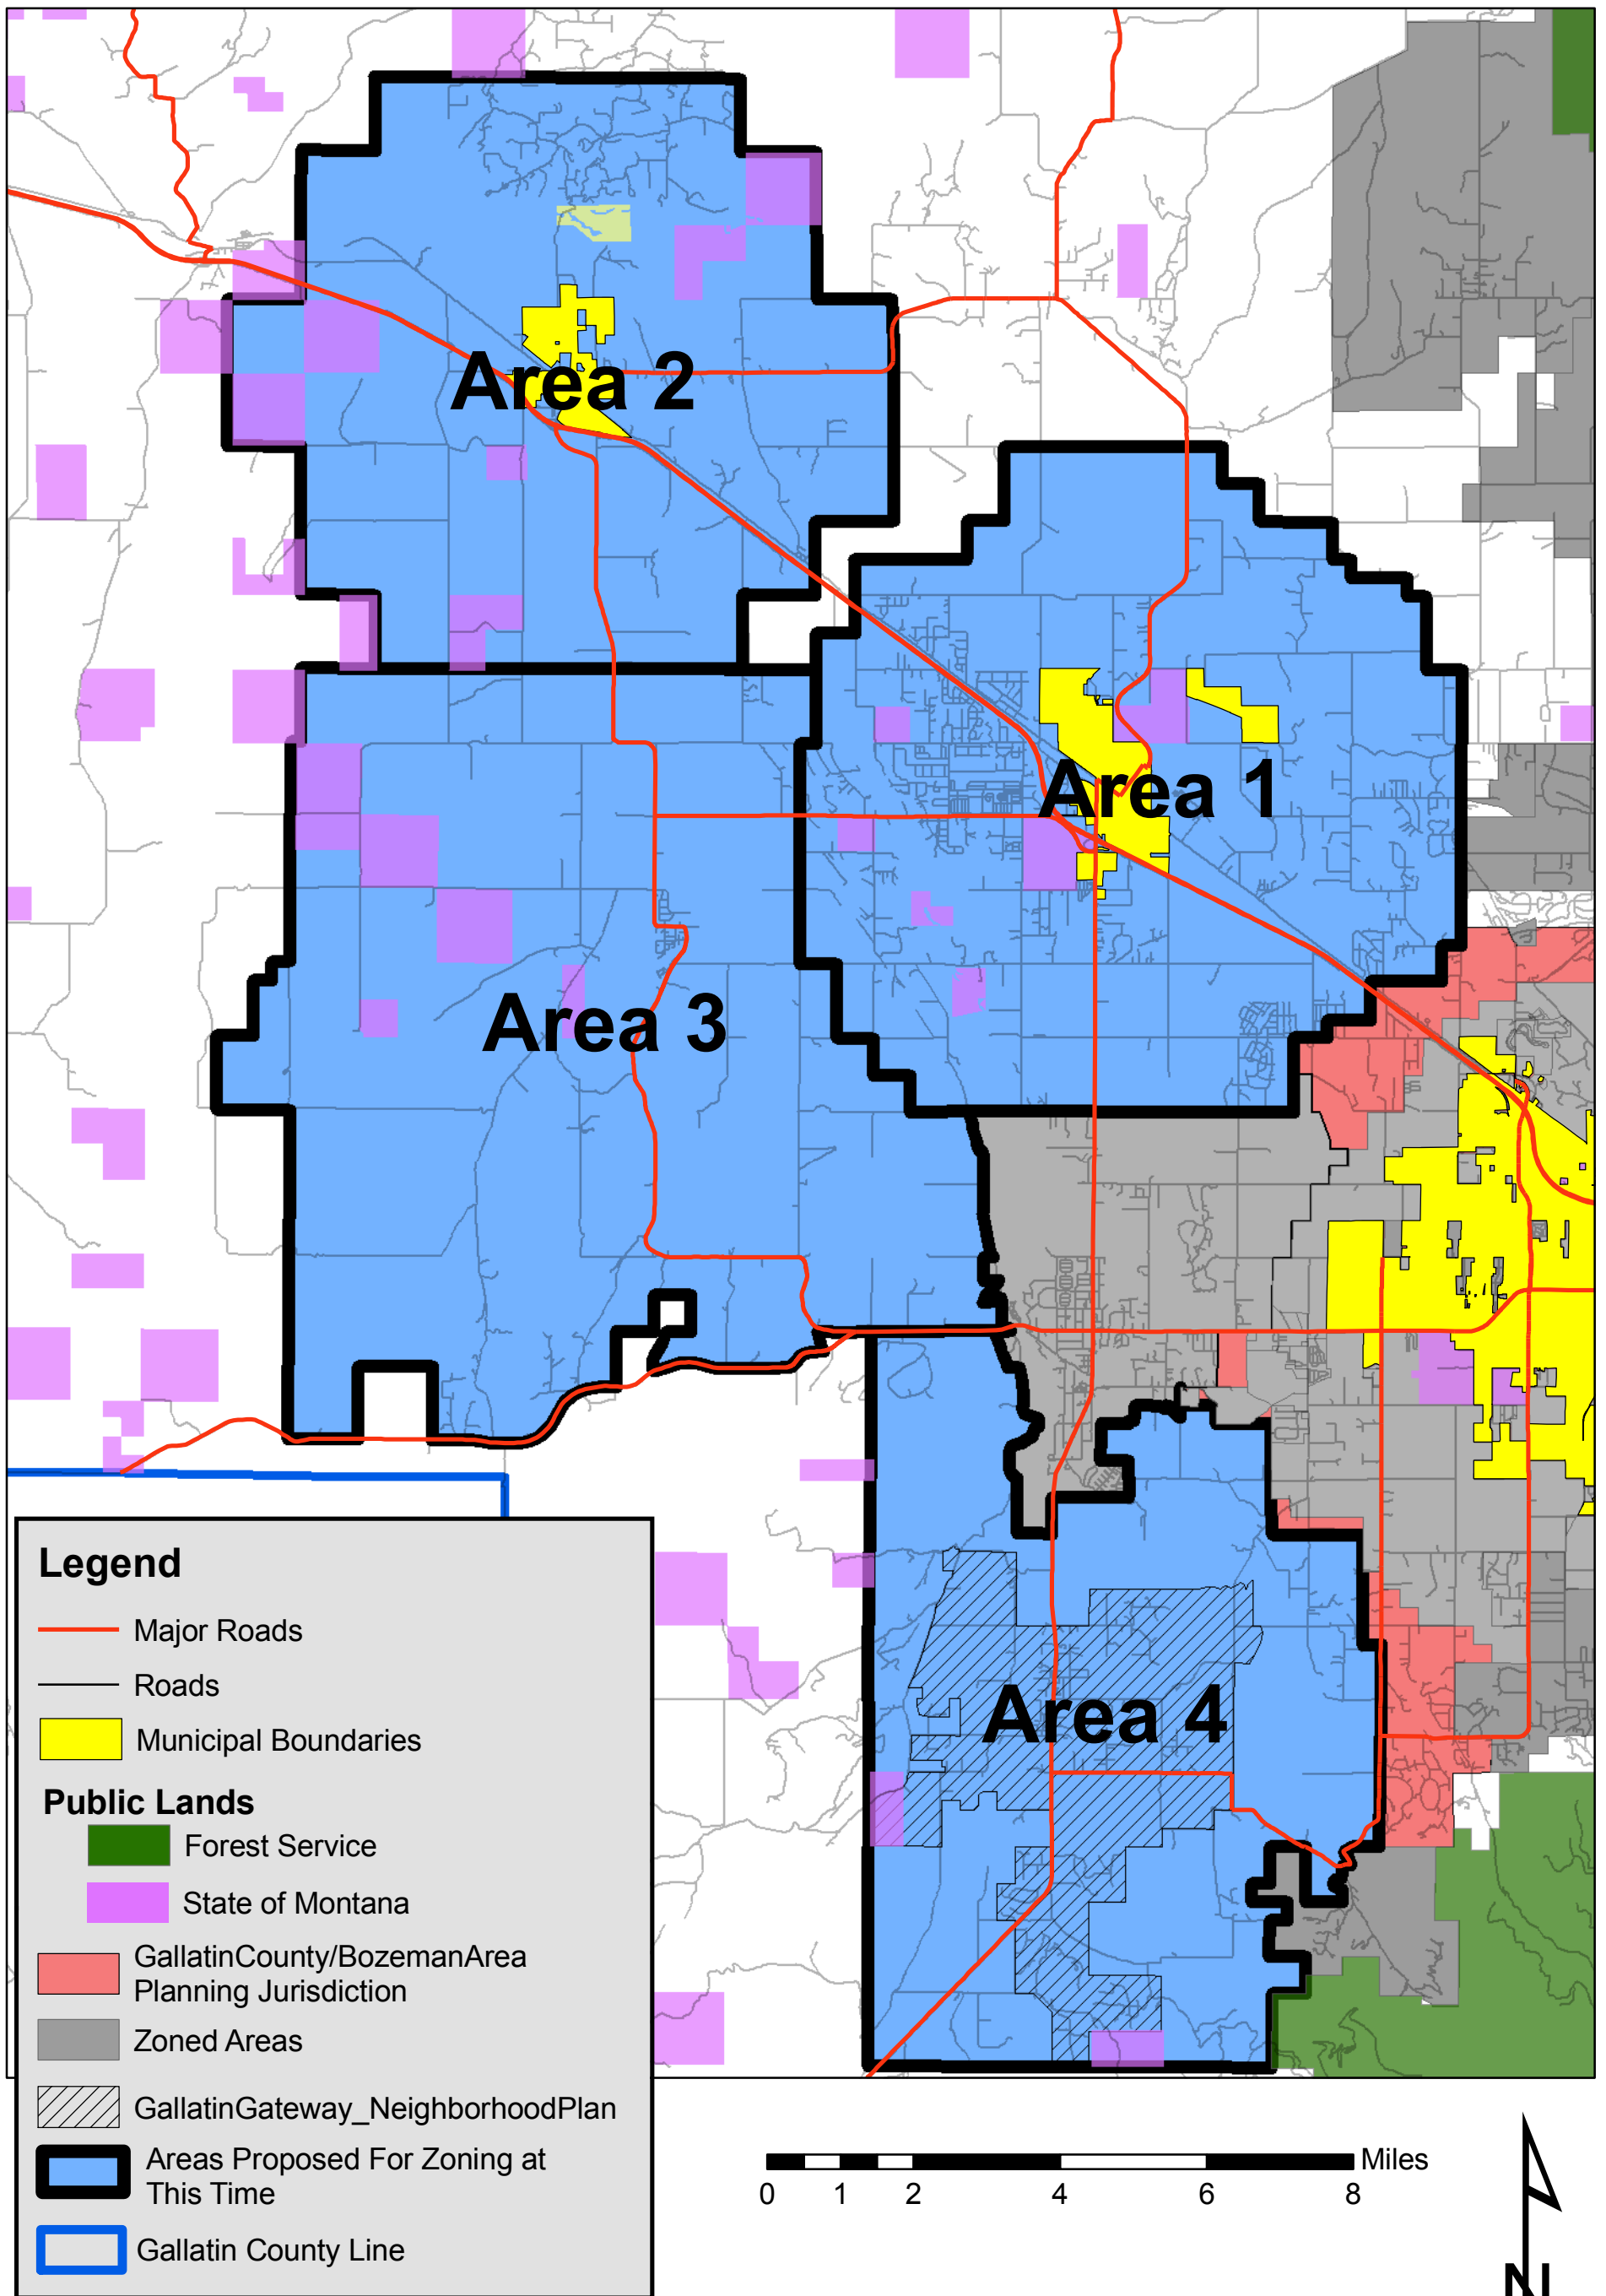 Area 2
Area 1
Area 3
Area 4
Legend
Major Roads
Roads
Municipal Boundaries
Public Lands
Forest Service
State of Montana
GallatinCounty/BozemanArea
Planning Jurisdiction
Zoned Areas
GallatinGateway_NeighborhoodPlan
Areas Proposed For Zoning at
This Time
Gallatin County Line
Miles
0 1 2 4 6 8
N